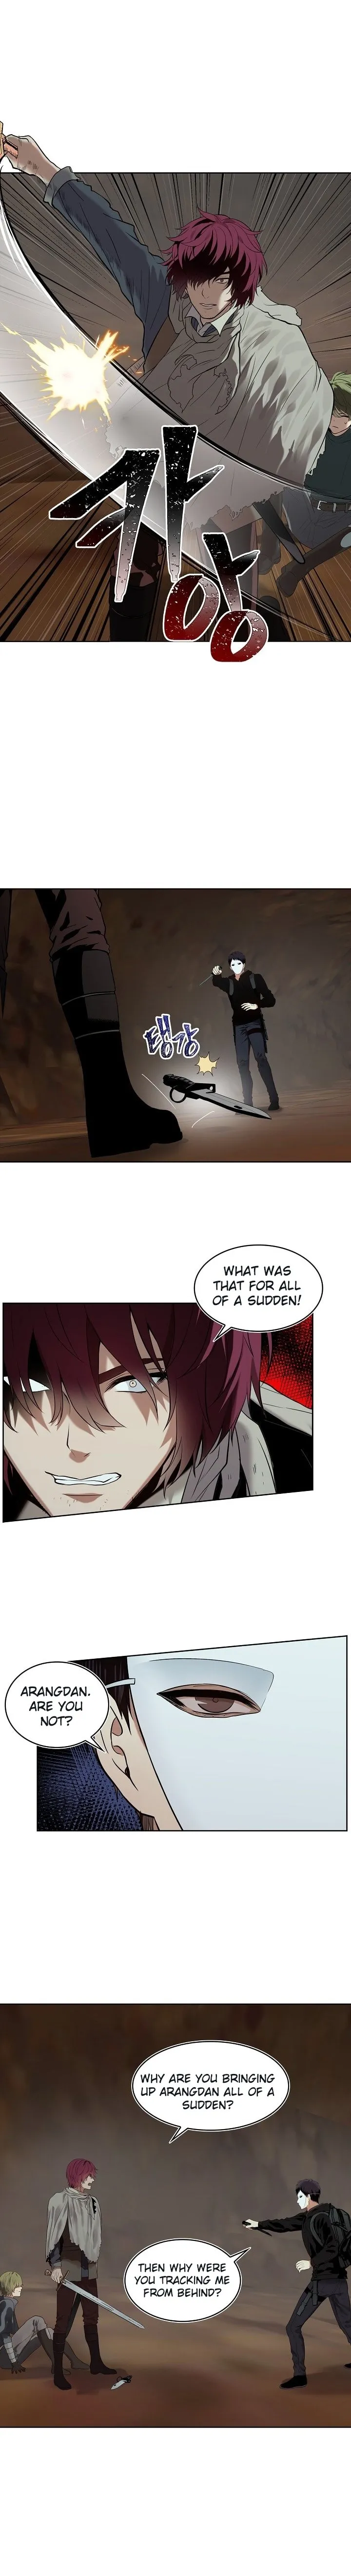 카앙
탱강
WHAT WAS
THAT FOR ALL
OF A SUDDEN!
ARANGDAN.
ARE YOU
NOT?
WHY ARE YOU BRINGING
UP ARANGDAN ALL OF A
SUDDEN?
THEN WHY WERE
YOU TRACKING ME
FROM BEHIND?